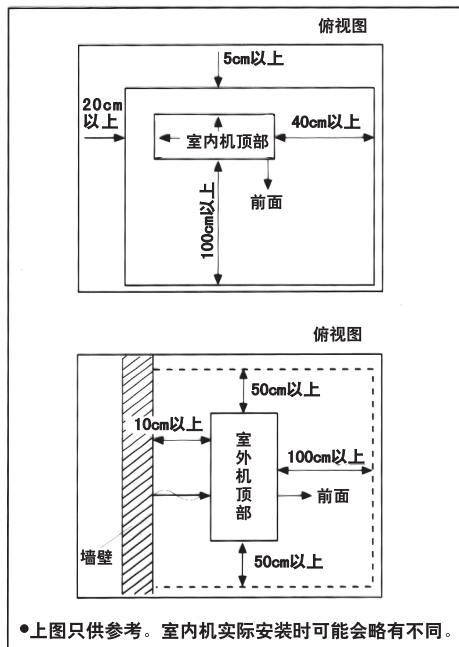 俯视图
5cm以上
20cm
以上
室内机顶部
40cm以上
100cm以上
前面
俯视图
50cm以上
10cm以上
室外机顶部
100cm以上
前面
墙壁
50cm以上
●上图只供参考。室内机实际安装时可能会略有不同。